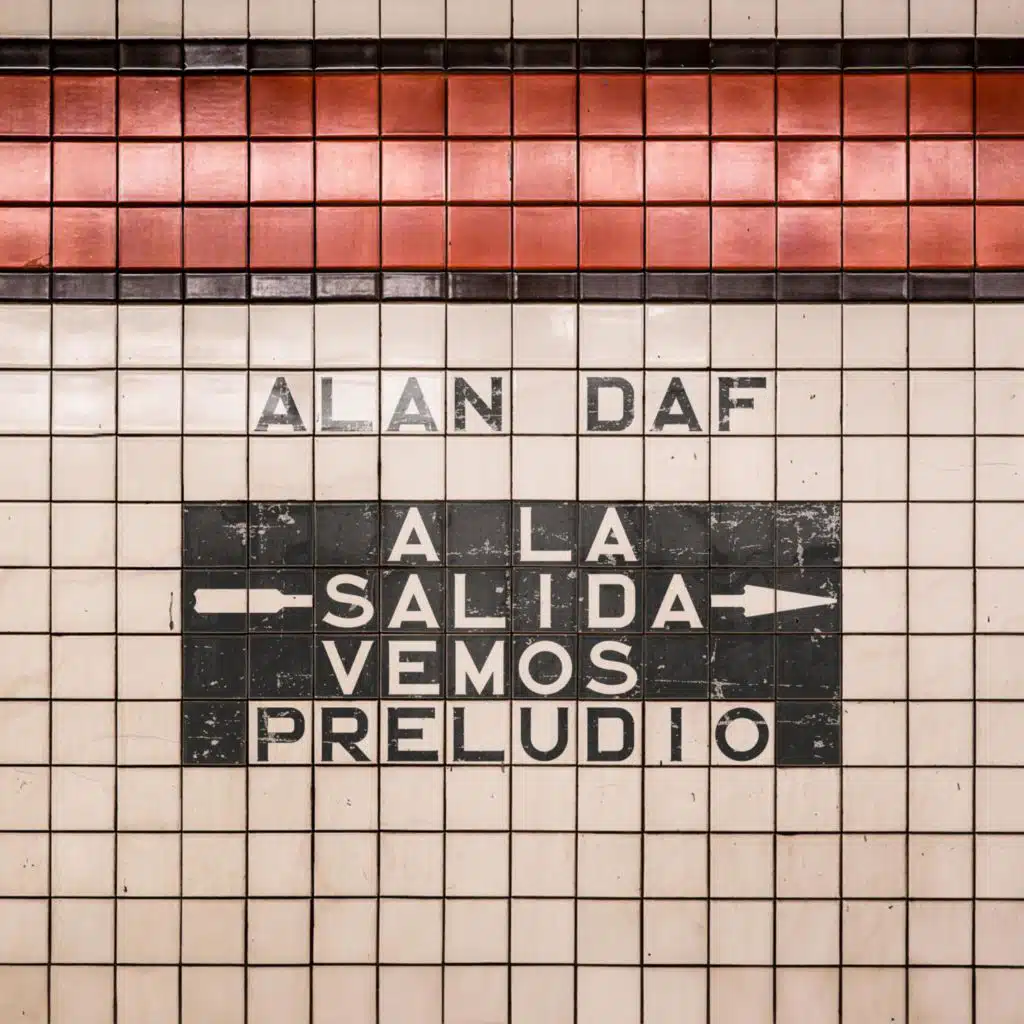 ALAN DAF
A LA
SALIDA
VEMOS
PRELUDIO